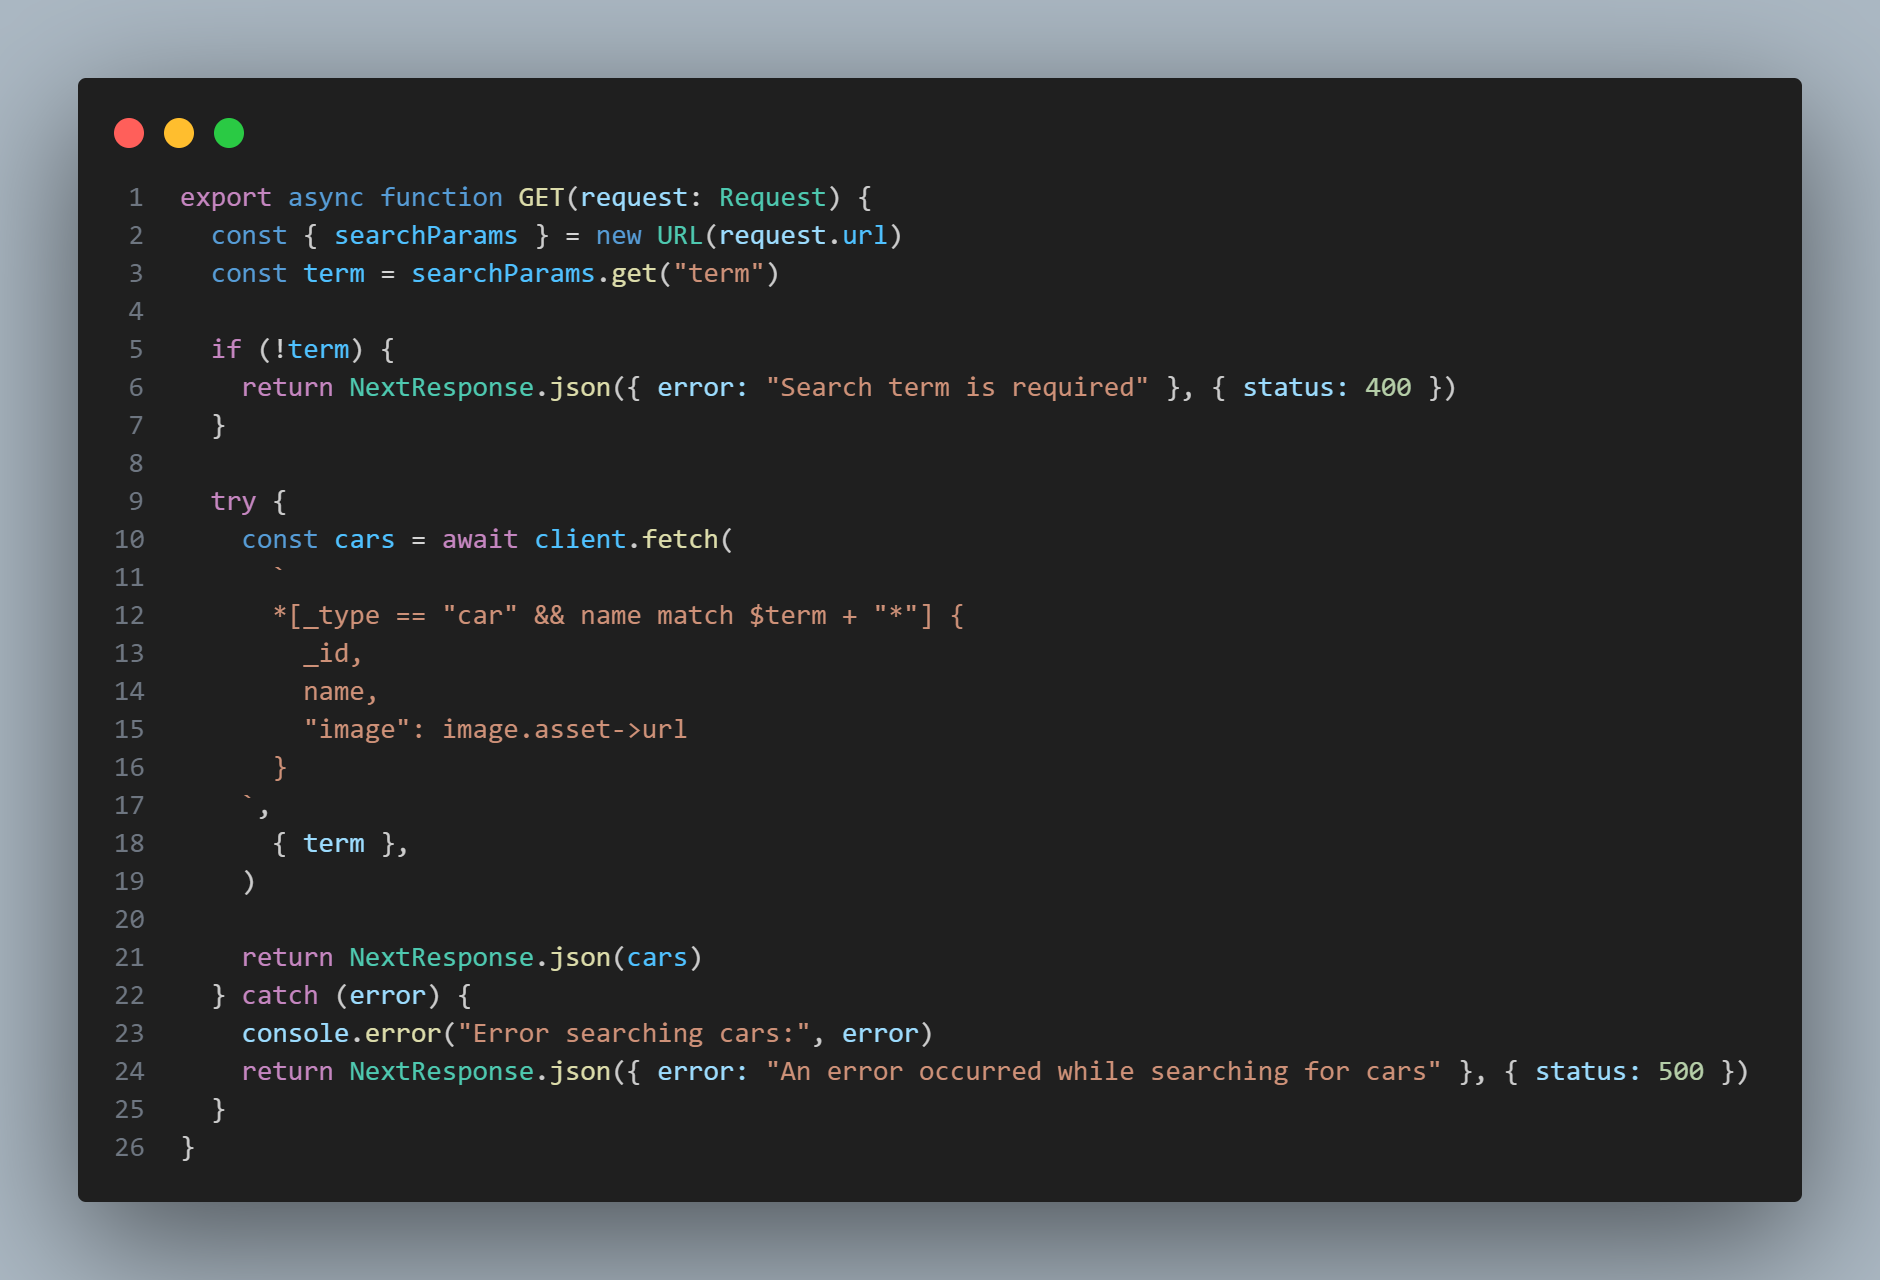 1 export async function GET(request: Request) {
2   const { searchParams } = new URL(request.url)
3   const term = searchParams.get("term")
4
5   if (!term) {
6     return NextResponse.json({ error: "Search term is required" }, { status: 400 })
7   }
8
9   try {
10     const cars = await client.fetch(
11       `
12       *[_type == "car" && name match $term + "*"] {
13         _id,
14         name,
15         "image": image.asset->url
16       }
17     `,
18       { term },
19     )
20
21     return NextResponse.json(cars)
22   } catch (error) {
23     console.error("Error searching cars:", error)
24     return NextResponse.json({ error: "An error occurred while searching for cars" }, { status: 500 })
25   }
26 }